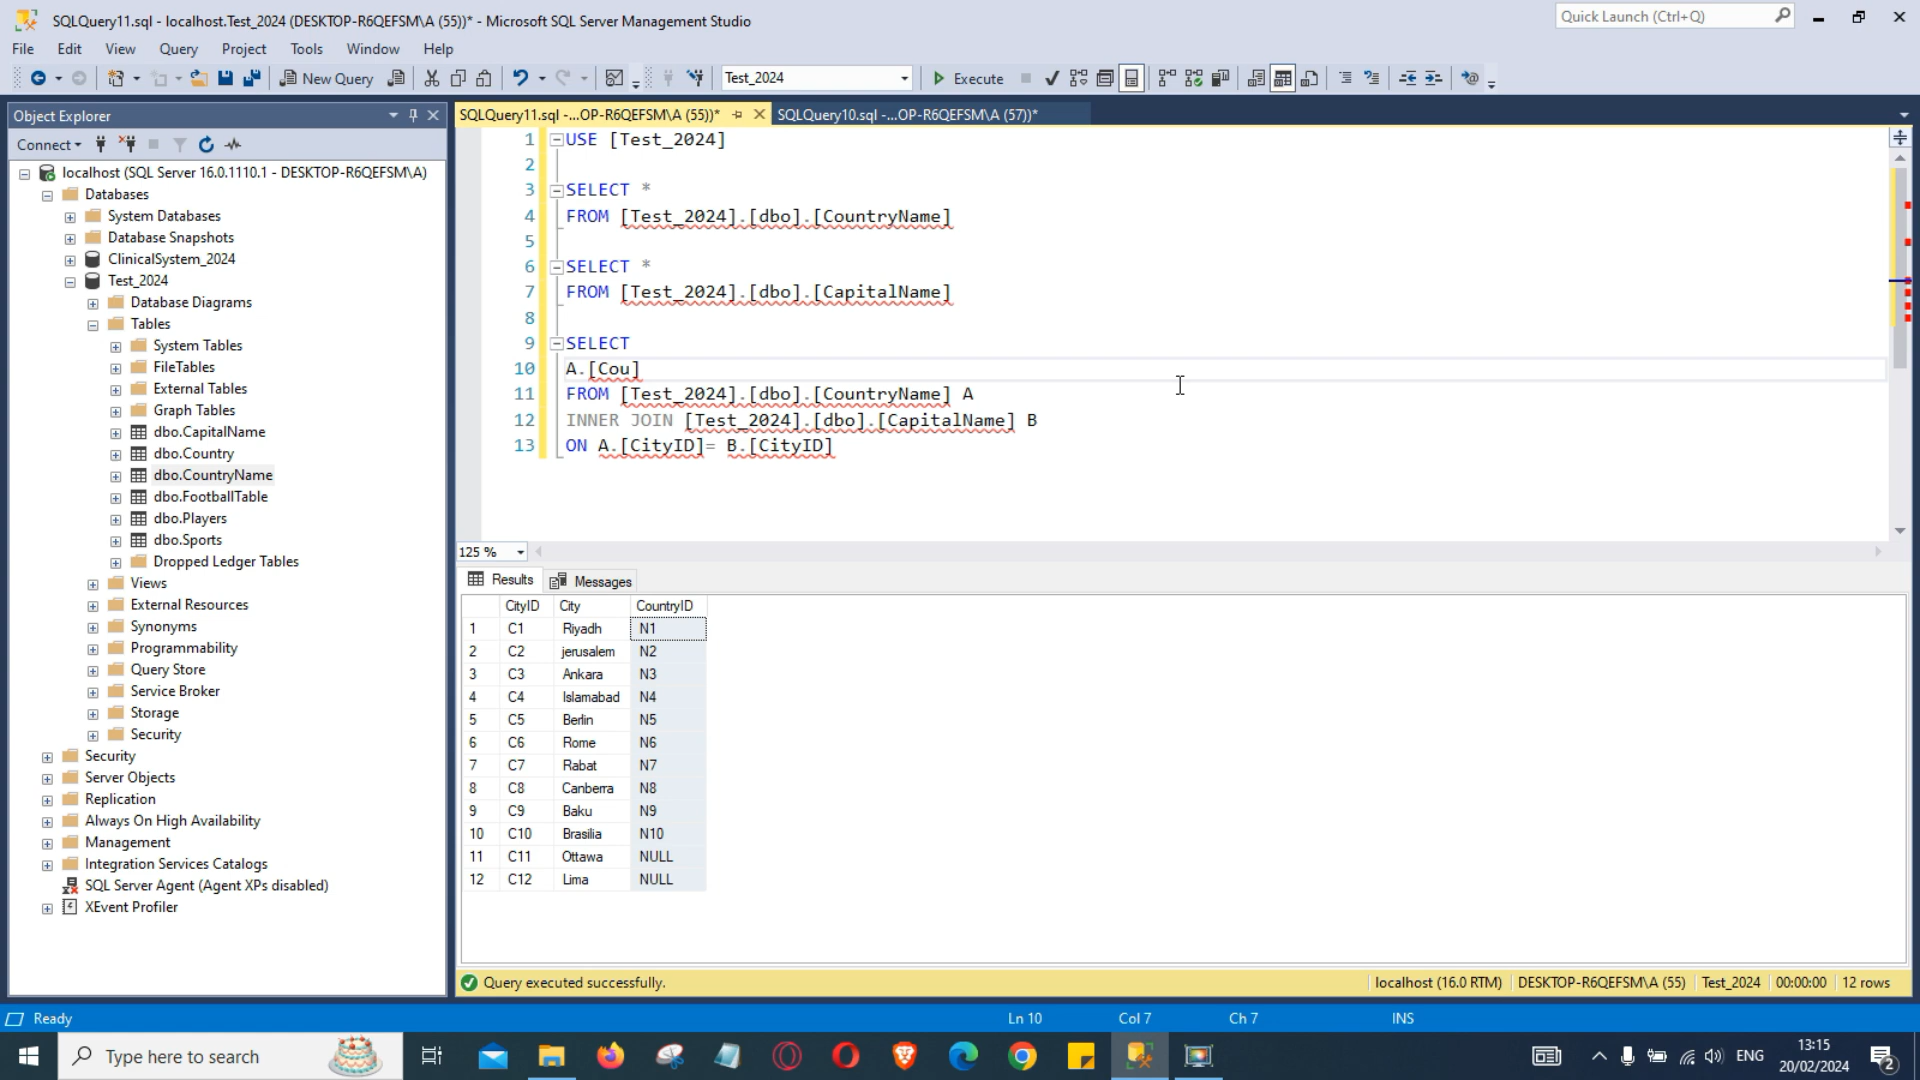 SQLQuery11.sql - localhost.Test_2024 (DESKTOP-R6QEFSM\A (55))* - Microsoft SQL Server Management Studio
Quick Launch (Ctrl+Q)
File Edit View Query Project Tools Window Help
New Query Test_2024 Execute
Object Explorer
Connect
localhost (SQL Server 16.0.1110.1 - DESKTOP-R6QEFSM\A)
Databases
System Databases
Database Snapshots
ClinicalSystem_2024
Test_2024
Database Diagrams
Tables
System Tables
FileTables
External Tables
Graph Tables
dbo.CapitalName
dbo.Country
dbo.CountryName
dbo.FootballTable
dbo.Players
dbo.Sports
Dropped Ledger Tables
Views
External Resources
Synonyms
Programmability
Query Store
Service Broker
Storage
Security
Security
Server Objects
Replication
Always On High Availability
Management
Integration Services Catalogs
SQL Server Agent (Agent XPs disabled)
XEvent Profiler
SQLQuery11.sql -...OP-R6QEFSM\A (55))* SQLQuery10.sql -...OP-R6QEFSM\A (57))*
1 USE [Test_2024]
2
3 SELECT *
4 FROM [Test_2024].[dbo].[CountryName]
5
6 SELECT *
7 FROM [Test_2024].[dbo].[CapitalName]
8
9 SELECT
10 A.[Cou]
11 FROM [Test_2024].[dbo].[CountryName] A
12 INNER JOIN [Test_2024].[dbo].[CapitalName] B
13 ON A.[CityID]= B.[CityID]
125 %
Results Messages
CityID City CountryID
1 C1 Riyadh N1
2 C2 jerusalem N2
3 C3 Ankara N3
4 C4 Islamabad N4
5 C5 Berlin N5
6 C6 Rome N6
7 C7 Rabat N7
8 C8 Canberra N8
9 C9 Baku N9
10 C10 Brasilia N10
11 C11 Ottawa NULL
12 C12 Lima NULL
Query executed successfully. localhost (16.0 RTM) DESKTOP-R6QEFSM\A (55) Test_2024 00:00:00 12 rows
Ready Ln 10 Col 7 Ch 7 INS
Type here to search
ENG
13:15
20/02/2024
2